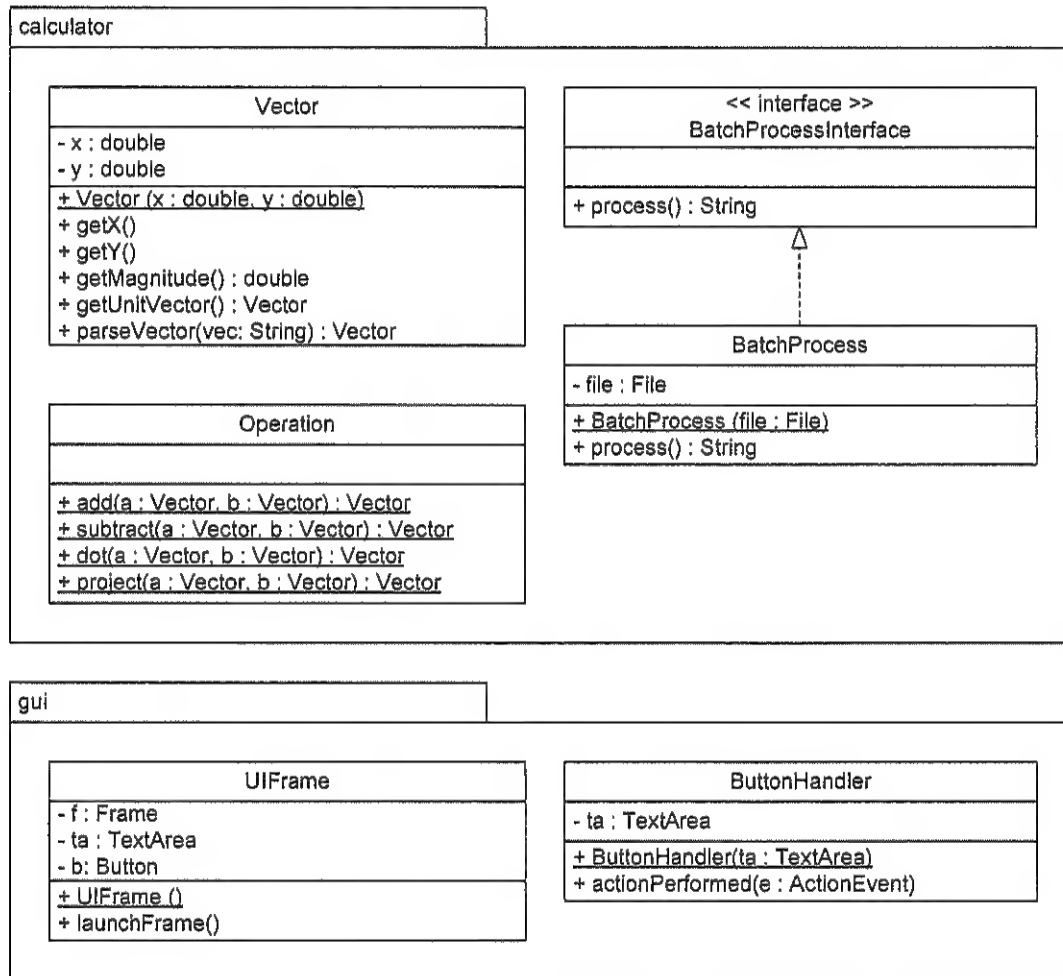 calculator
Vector
- x : double
- y : double
+ Vector (x : double, y : double)
+ getX()
+ getY()
+ getMagnitude() : double
+ getUnitVector() : Vector
+ parseVector(vec: String) : Vector
<< interface >>
BatchProcessInterface
+ process() : String
BatchProcess
- file : File
+ BatchProcess (file : File)
+ process() : String
Operation
+ add(a : Vector, b : Vector) : Vector
+ subtract(a : Vector, b : Vector) : Vector
+ dot(a : Vector, b : Vector) : Vector
+ project(a : Vector, b : Vector) : Vector
gui
UIFrame
- f : Frame
- ta : TextArea
- b: Button
+ UIFrame ()
+ launchFrame()
ButtonHandler
- ta : TextArea
+ ButtonHandler(ta : TextArea)
+ actionPerformed(e : ActionEvent)